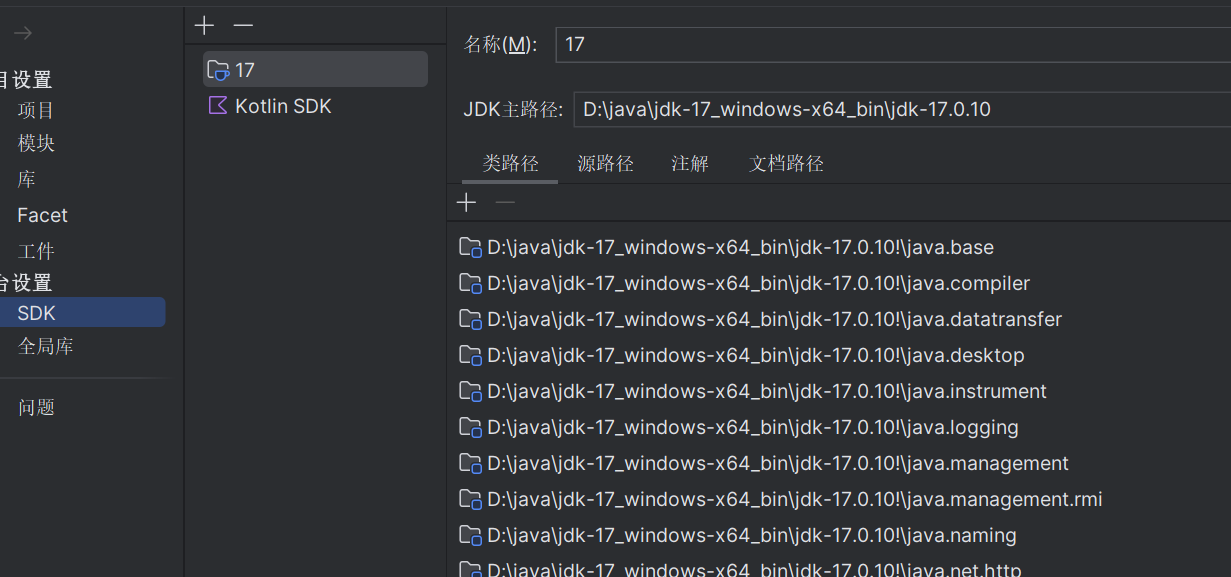 目设置
项目
模块
库
Facet
工件
台设置
SDK
全局库
问题
17
Kotlin SDK
名称(M): 17
JDK主路径: D:\java\jdk-17_windows-x64_bin\jdk-17.0.10
类路径 源路径 注解 文档路径
D:\java\jdk-17_windows-x64_bin\jdk-17.0.10!\java.base
D:\java\jdk-17_windows-x64_bin\jdk-17.0.10!\java.compiler
D:\java\jdk-17_windows-x64_bin\jdk-17.0.10!\java.datatransfer
D:\java\jdk-17_windows-x64_bin\jdk-17.0.10!\java.desktop
D:\java\jdk-17_windows-x64_bin\jdk-17.0.10!\java.instrument
D:\java\jdk-17_windows-x64_bin\jdk-17.0.10!\java.logging
D:\java\jdk-17_windows-x64_bin\jdk-17.0.10!\java.management
D:\java\jdk-17_windows-x64_bin\jdk-17.0.10!\java.management.rmi
D:\java\jdk-17_windows-x64_bin\jdk-17.0.10!\java.naming
D:\java\jdk-17_windows-x64_bin\jdk-17.0.10!\java.net.http